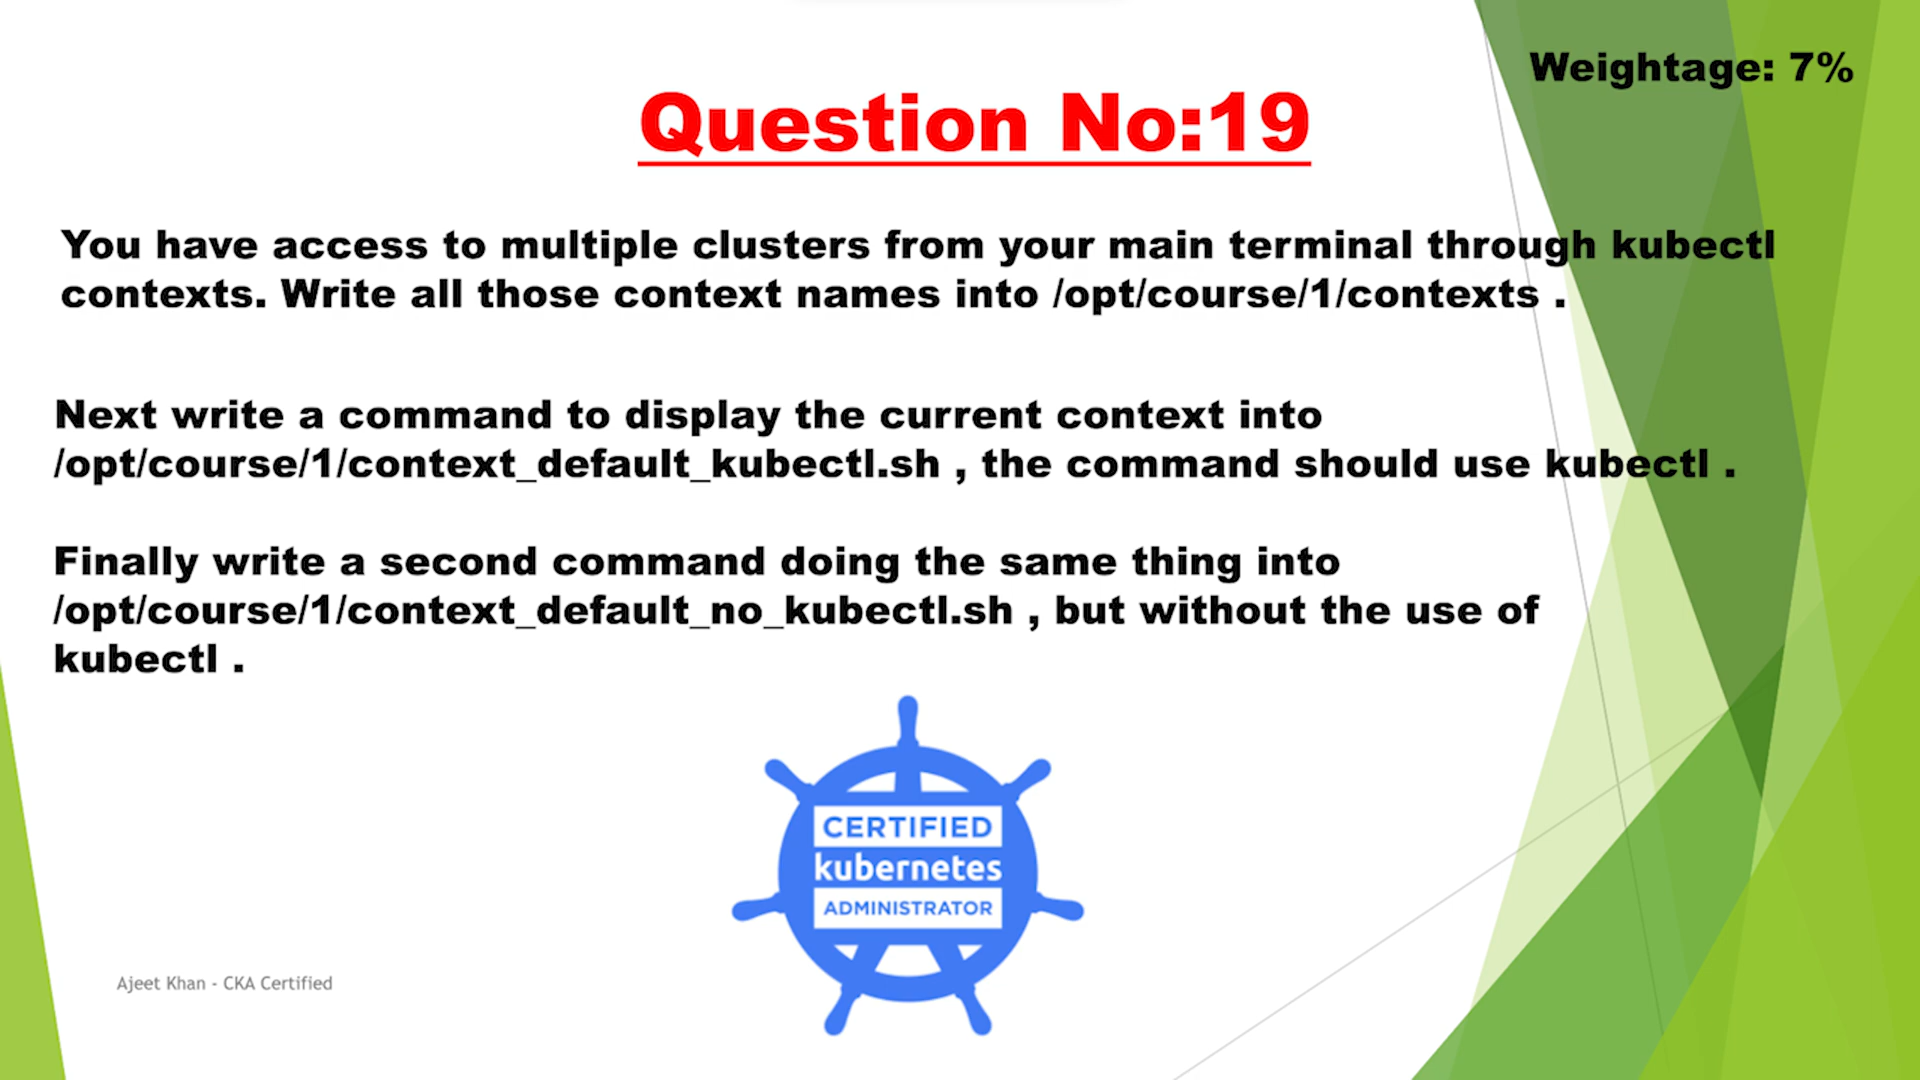 Weightage: 7%
Question No:19
You have access to multiple clusters from your main terminal through kubectl
contexts. Write all those context names into /opt/course/1/contexts .
Next write a command to display the current context into
/opt/course/1/context_default_kubectl.sh , the command should use kubectl .
Finally write a second command doing the same thing into
/opt/course/1/context_default_no_kubectl.sh , but without the use of
kubectl .
CERTIFIED
kubernetes
ADMINISTRATOR
Ajeet Khan - CKA Certified